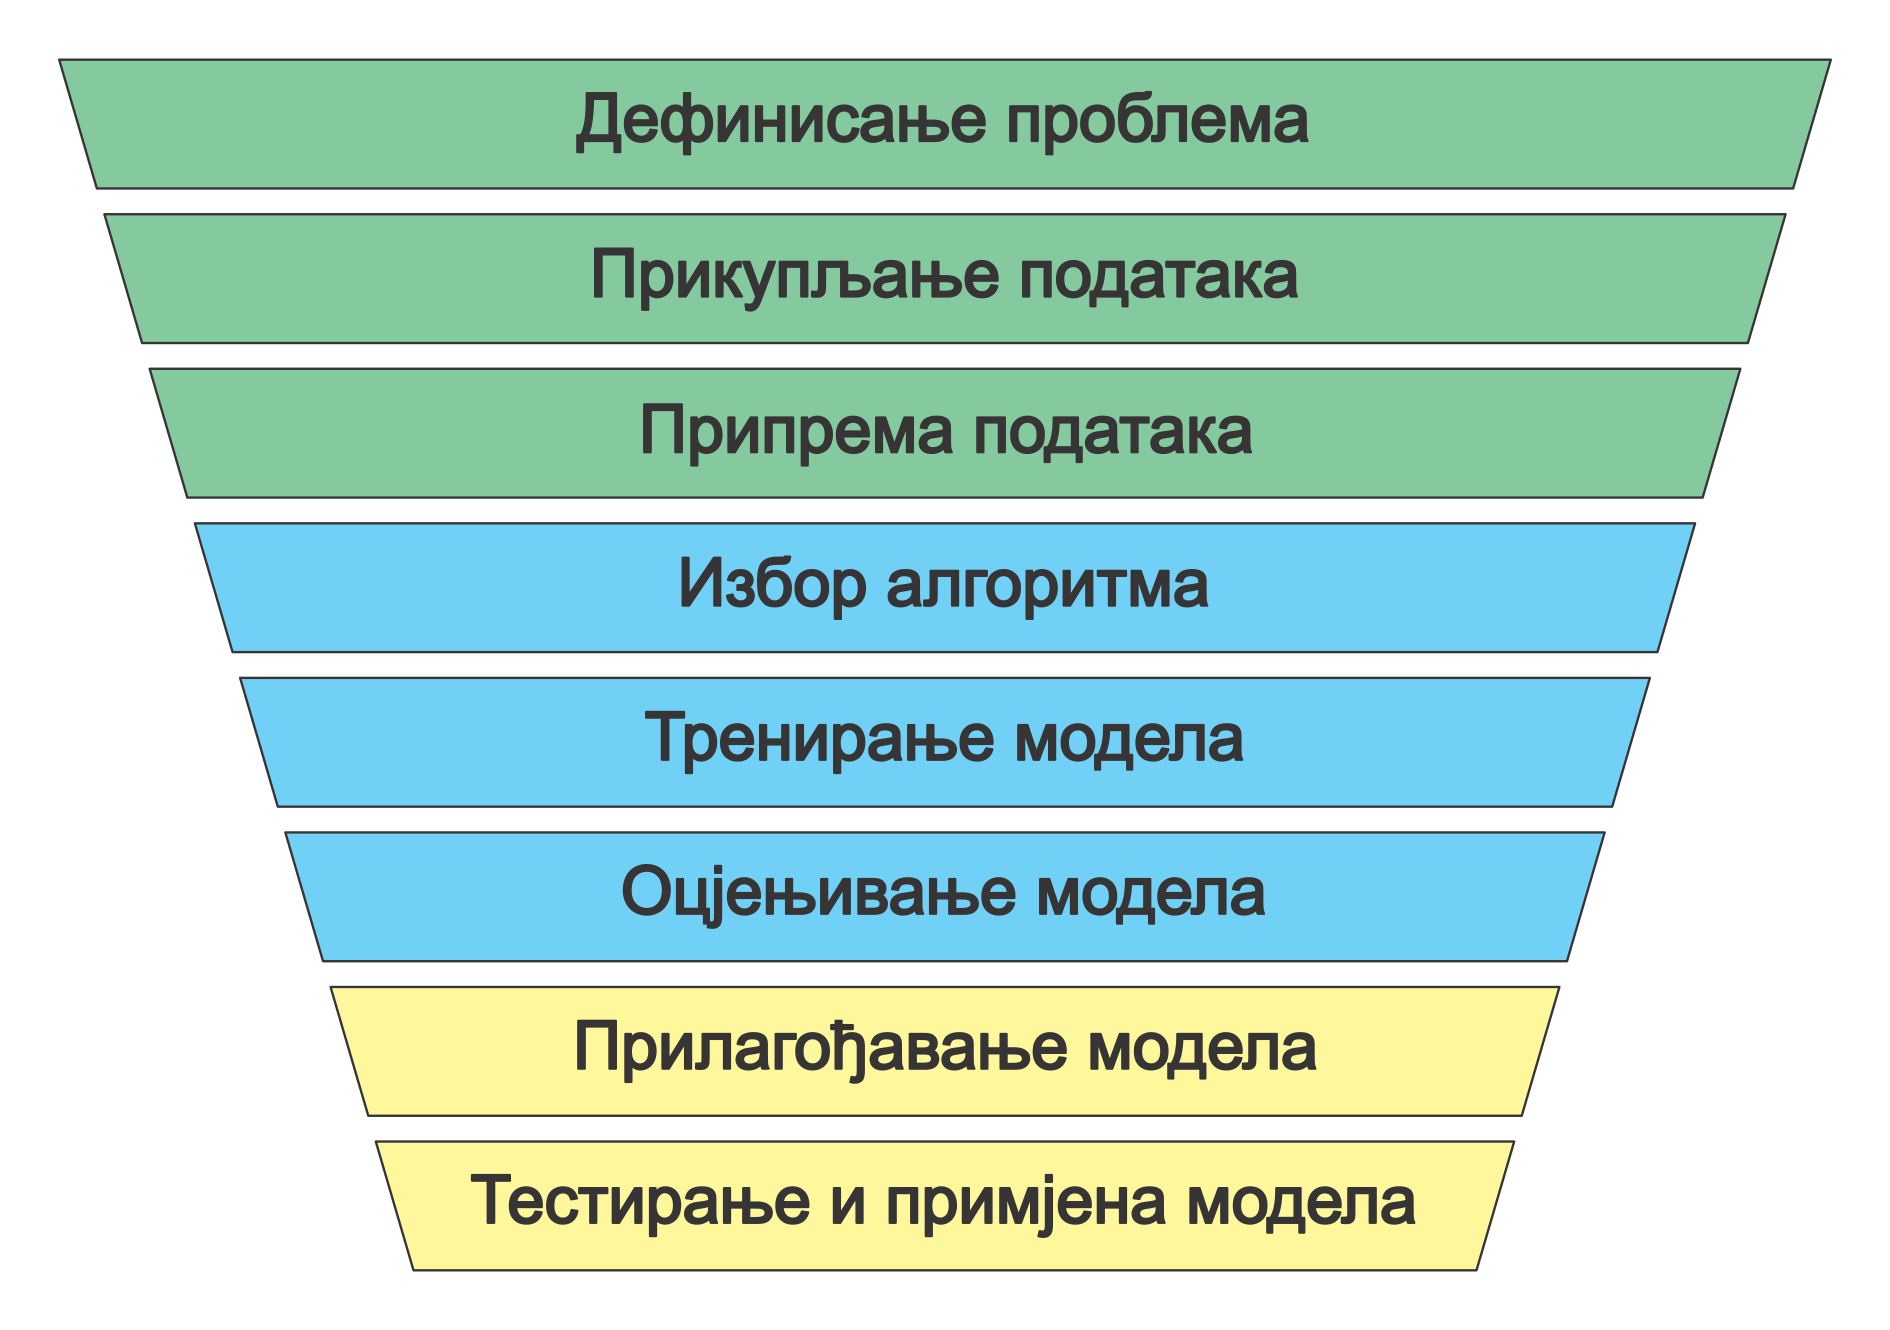 Дефинисање проблема
Прикупљање података
Припрема података
Избор алгоритма
Тренирање модела
Оцјењивање модела
Прилагођавање модела
Тестирање и примјена модела